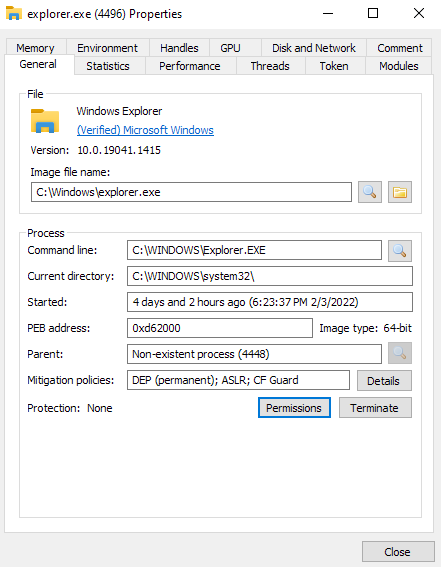 explorer.exe (4496) Properties
Memory Environment Handles GPU Disk and Network Comment
General Statistics Performance Threads Token Modules
File
Windows Explorer
(Verified) Microsoft Windows
Version: 10.0.19041.1415
Image file name:
C:\Windows\explorer.exe
Process
Command line: C:\WINDOWS\Explorer.EXE
Current directory: C:\WINDOWS\system32\
Started: 4 days and 2 hours ago (6:23:37 PM 2/3/2022)
PEB address: 0xd62000 Image type: 64-bit
Parent: Non-existent process (4448)
Mitigation policies: DEP (permanent); ASLR; CF Guard Details
Protection: None Permissions Terminate
Close